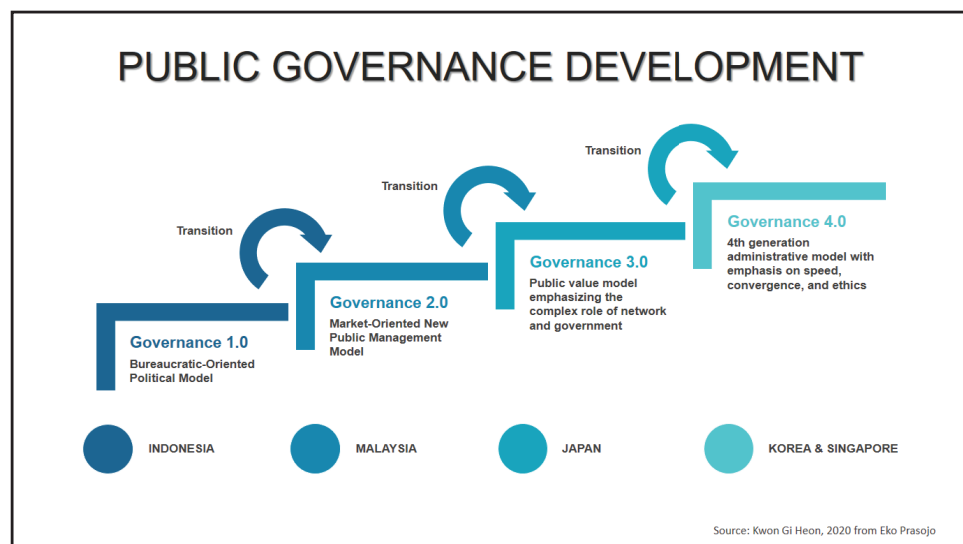 PUBLIC GOVERNANCE DEVELOPMENT
Transition
Transition
Transition
Governance 1.0
Bureaucratic-Oriented
Political Model
Governance 2.0
Market-Oriented New
Public Management
Model
Governance 3.0
Public value model
emphasizing the
complex role of network
and government
Governance 4.0
4th generation
administrative model with
emphasis on speed,
convergence, and ethics
INDONESIA
MALAYSIA
JAPAN
KOREA & SINGAPORE
Source: Kwon Gi Heon, 2020 from Eko Prasojo